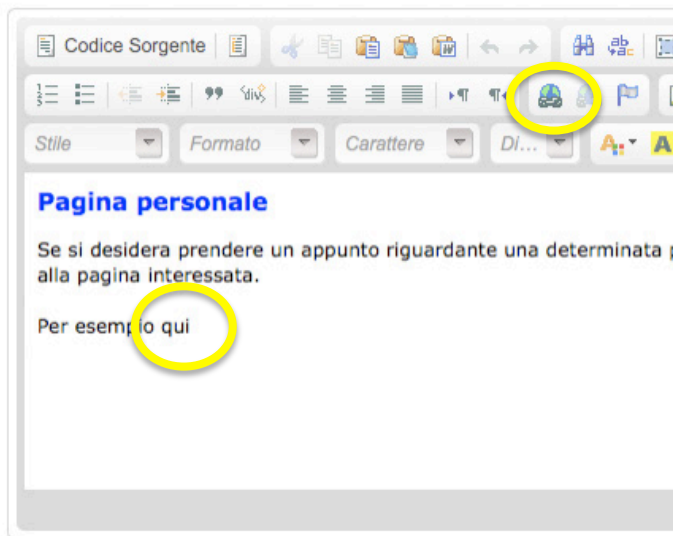 Codice Sorgente
Stile Formato Carattere Di...
Pagina personale
Se si desidera prendere un appunto riguardante una determinata
alla pagina interessata.
Per esempio qui